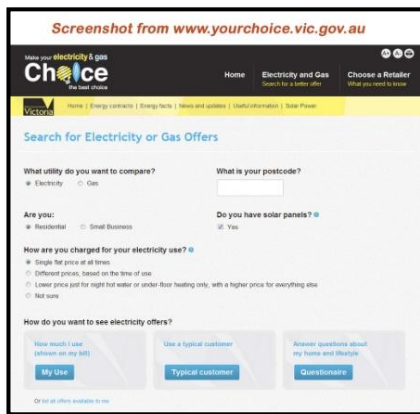 Screenshot from www.yourchoice.vic.gov.au
A+ A-
Make your electricity & gas
Choice
the best choice
Home
Electricity and Gas
Search for a better offer
Choose a Retailer
What you need to know
Victoria
Home | Energy contracts | Energy facts | News and updates | Useful information | Solar Power
Search for Electricity or Gas Offers
What utility do you want to compare?
Electricity Gas
What is your postcode?
Are you:
Residential Small Business
Do you have solar panels?
Yes
How are you charged for your electricity use?
Single flat price at all times
Different prices, based on the time of use
Lower price just for night hot water or under-floor heating only, with a higher price for everything else
Not sure
How do you want to see electricity offers?
How much I use
(shown on my bill)
My Use
Use a typical customer
Typical customer
Answer questions about
my home and lifestyle
Questionaire
Or list all offers available to me